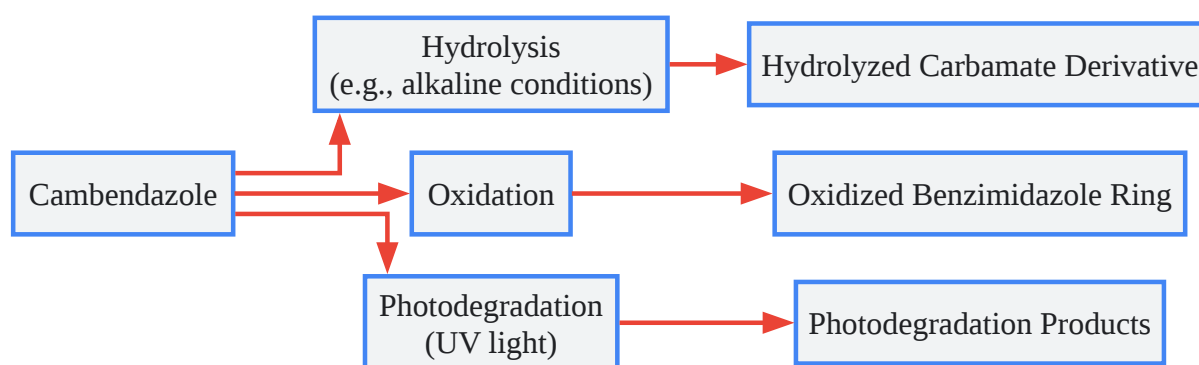 Hydrolysis
(e.g., alkaline conditions)
Hydrolyzed Carbamate Derivative
Cambendazole
Oxidation
Oxidized Benzimidazole Ring
Photodegradation
(UV light)
Photodegradation Products